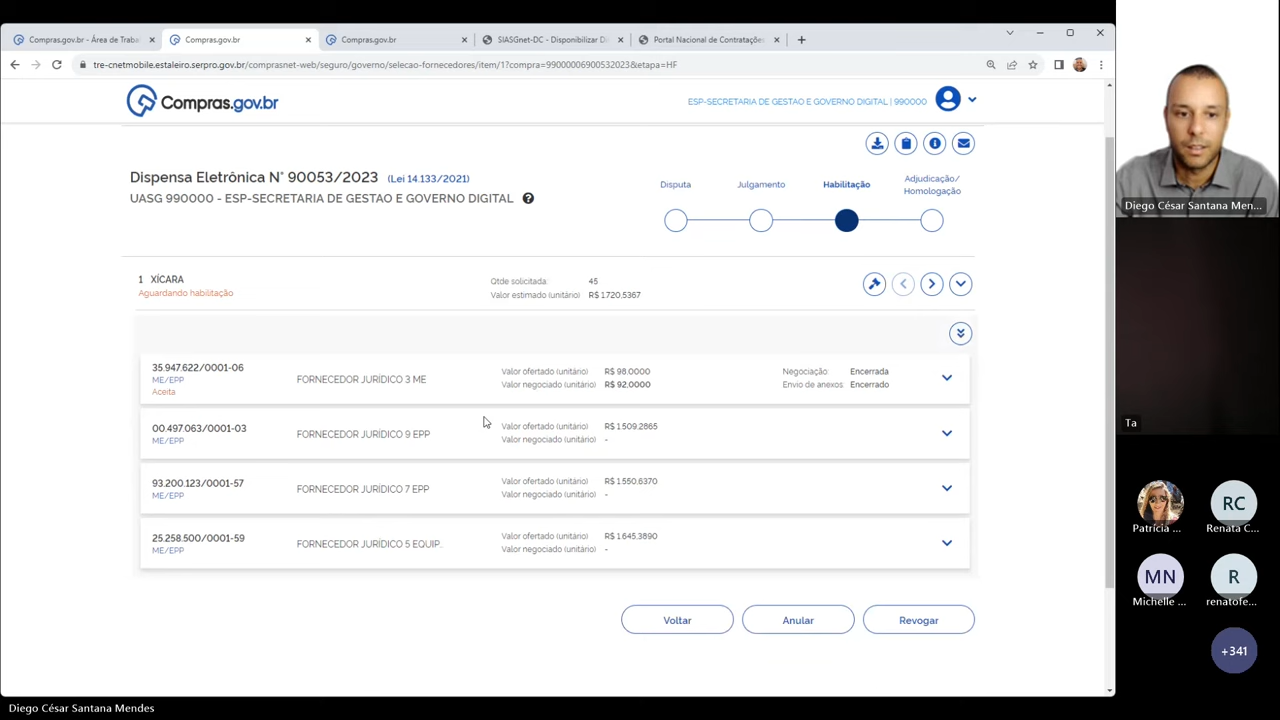 Compras.gov.br - Área de Traba
Compras.gov.br
Compras.gov.br
SIASGnet-DC - Disponibilizar Di
Portal Nacional de Contratações
tre-cnetmobile.estaleiro.serpro.gov.br/comprasnet-web/seguro/governo/selecao-fornecedores/item/1?compra=99000006900532023&etapa=HF
Compras.gov.br
ESP-SECRETARIA DE GESTAO E GOVERNO DIGITAL | 990000
Dispensa Eletrônica N° 90053/2023 (Lei 14.133/2021)
UASG 990000 - ESP-SECRETARIA DE GESTAO E GOVERNO DIGITAL
Disputa
Julgamento
Habilitação
Adjudicação/
Homologação
1 XÍCARA
Aguardando habilitação
Qtde solicitada: 45
Valor estimado (unitário) R$ 1720,5367
35.947.622/0001-06
ME/EPP
Aceita
FORNECEDOR JURÍDICO 3 ME
Valor ofertado (unitário) R$ 98,0000
Valor negociado (unitário) R$ 92,0000
Negociação: Encerrada
Envio de anexos: Encerrado
00.497.063/0001-03
ME/EPP
FORNECEDOR JURÍDICO 9 EPP
Valor ofertado (unitário) R$ 1509,2865
Valor negociado (unitário) -
93.200.123/0001-57
ME/EPP
FORNECEDOR JURÍDICO 7 EPP
Valor ofertado (unitário) R$ 1550,6370
Valor negociado (unitário) -
25.258.500/0001-59
ME/EPP
FORNECEDOR JURÍDICO 5 EQUIP..
Valor ofertado (unitário) R$ 1645,3890
Valor negociado (unitário) -
Voltar
Anular
Revogar
Diego César Santana Men...
Ta
Patrícia ...
RC
Renata C...
MN
Michelle ...
R
renatofe...
+341
Diego César Santana Mendes